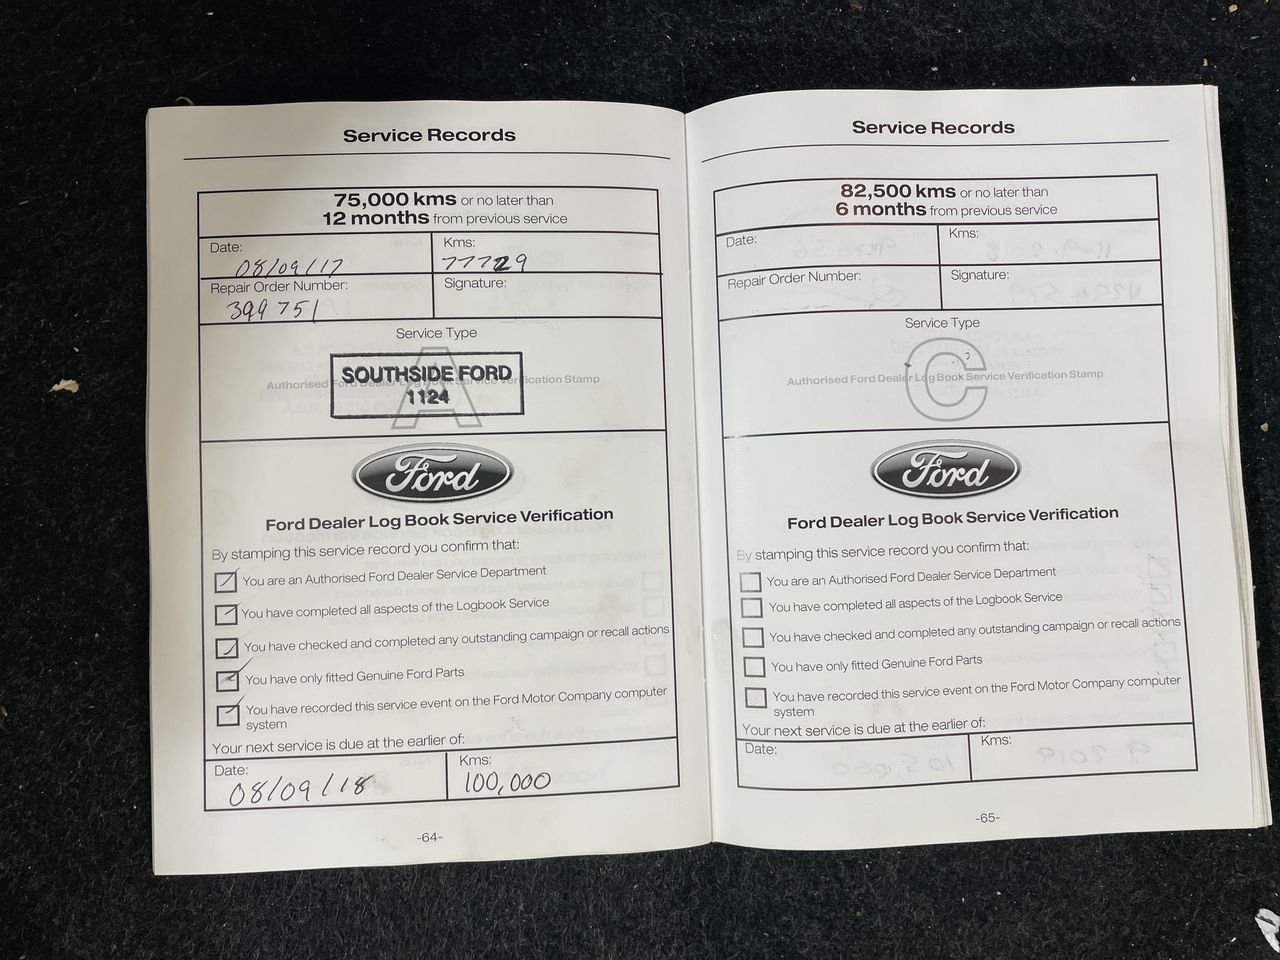 Service Records
75,000 kms or no later than
12 months from previous service
Date: Kms:
08/09/17 77729
Repair Order Number: Signature:
399751
Service Type
A
Authorised Ford Dealer Log Book Service Verification Stamp
SOUTHSIDE FORD
1124
Ford
Ford Dealer Log Book Service Verification
By stamping this service record you confirm that:
You are an Authorised Ford Dealer Service Department
You have completed all aspects of the Logbook Service
You have checked and completed any outstanding campaign or recall actions
You have only fitted Genuine Ford Parts
You have recorded this service event on the Ford Motor Company computer
system
Your next service is due at the earlier of:
Date: Kms:
08/09/18 100,000
-64-
Service Records
82,500 kms or no later than
6 months from previous service
Date: Kms:
Repair Order Number: Signature:
Service Type
C
Authorised Ford Dealer Log Book Service Verification Stamp
Ford
Ford Dealer Log Book Service Verification
By stamping this service record you confirm that:
You are an Authorised Ford Dealer Service Department
You have completed all aspects of the Logbook Service
You have checked and completed any outstanding campaign or recall actions
You have only fitted Genuine Ford Parts
You have recorded this service event on the Ford Motor Company computer
system
Your next service is due at the earlier of:
Date: Kms:
-65-